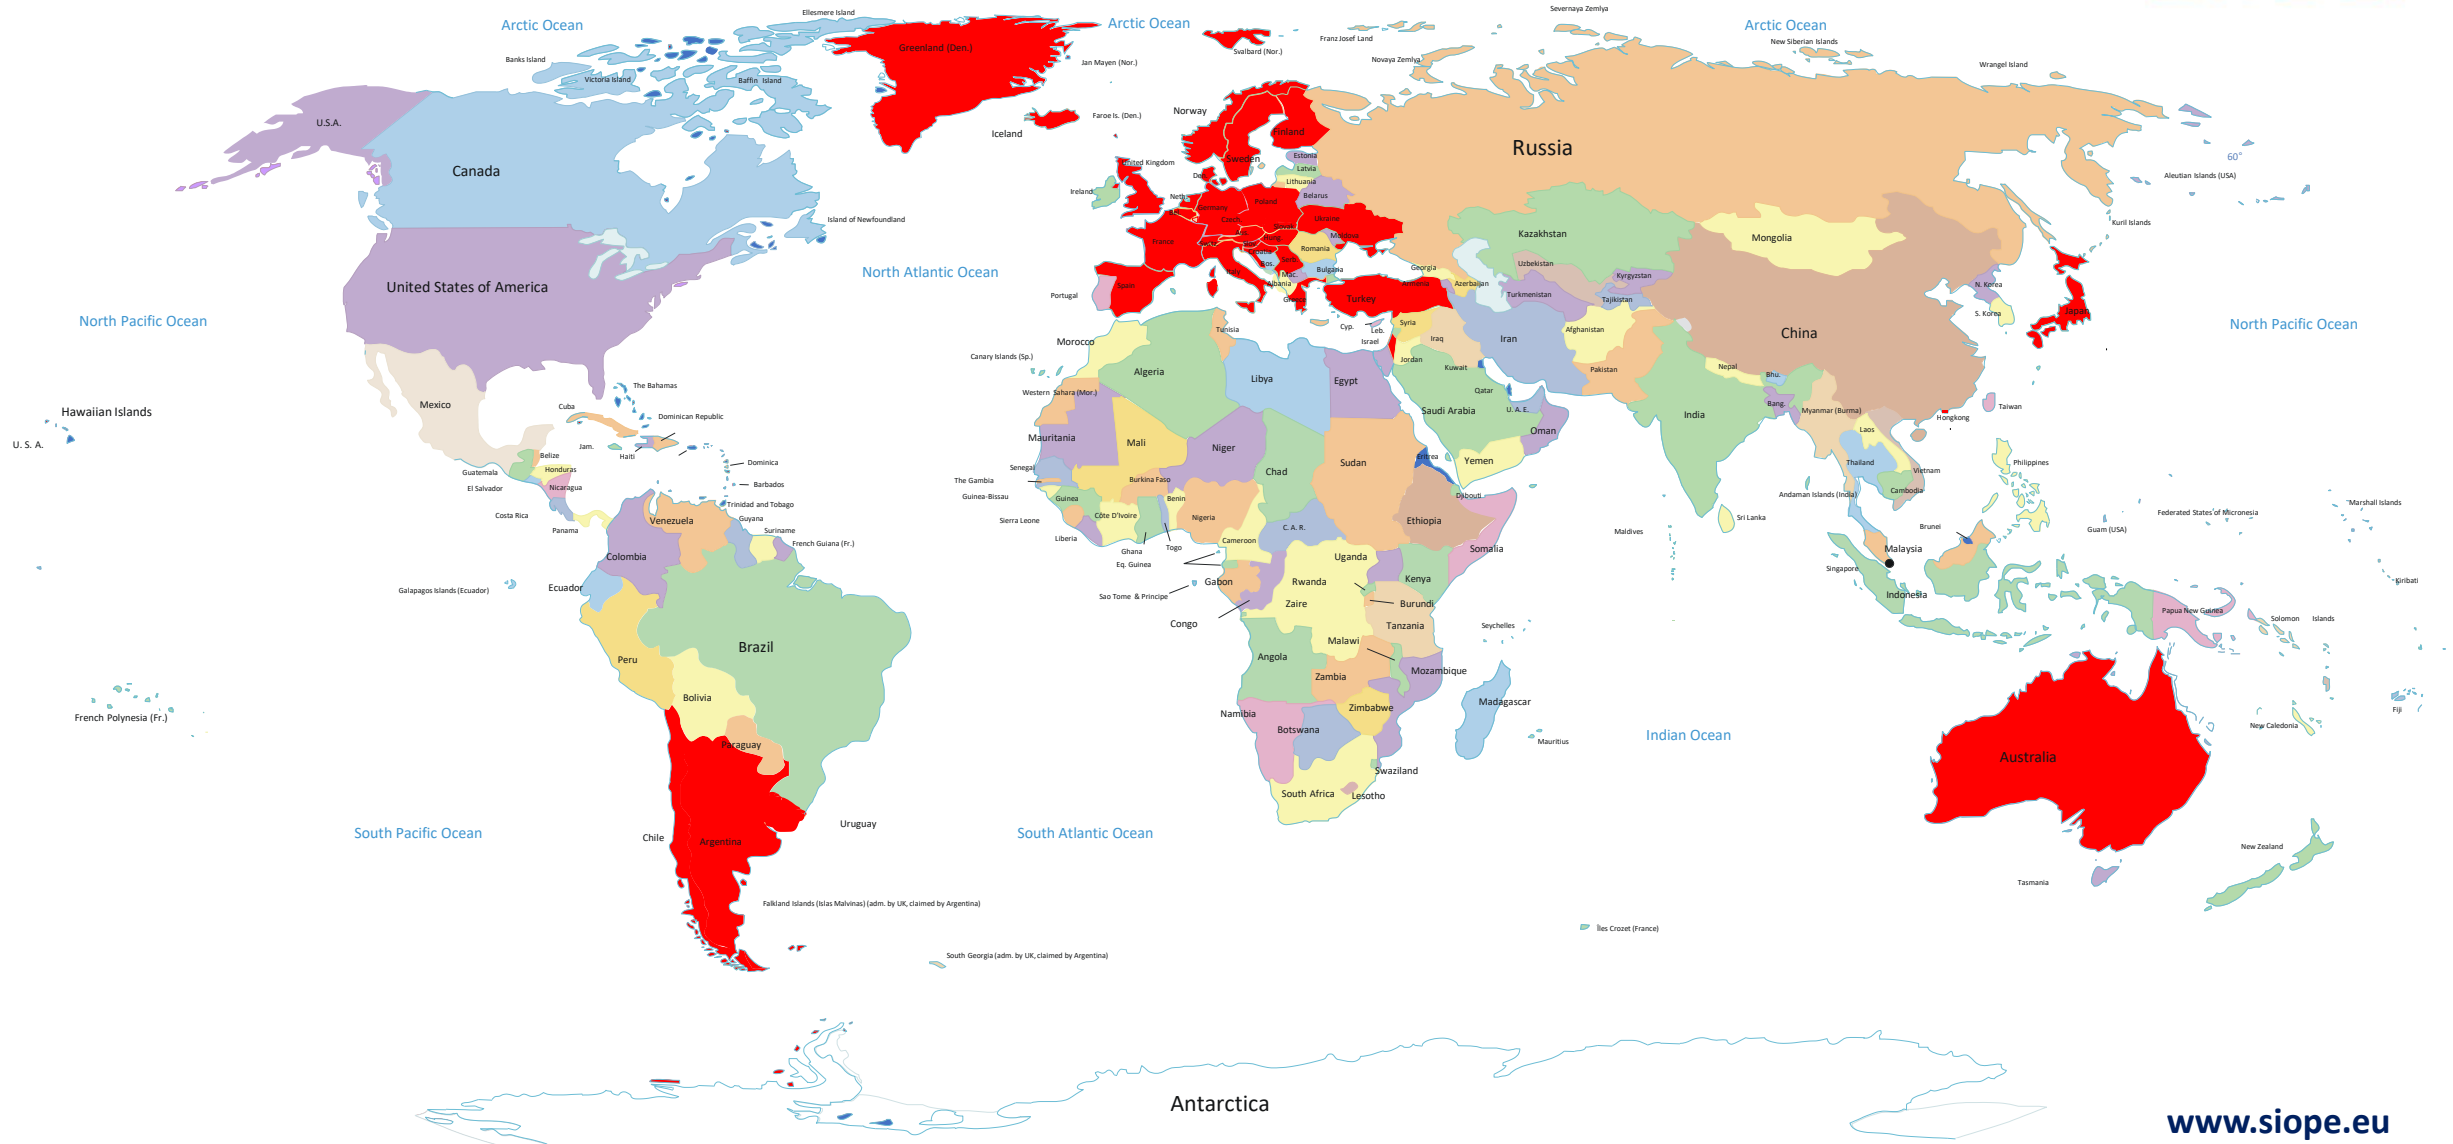 Ellesmere Island
Severnaya Zemlya
Arctic Ocean
Arctic Ocean
Arctic Ocean
Greenland (Den.)
Svalbard (Nor.)
Franz Josef Land
New Siberian Islands
Banks Island
Jan Mayen (Nor.)
Novaya Zemlya
Wrangel Island
Victoria Island
Baffin Island
U.S.A.
Norway
Faroe Is. (Den.)
Iceland
Finland
Russia
Canada
United Kingdom
Sweden
Estonia
Latvia
60°
Den.
Lithuania
Aleutian Islands (USA)
Ireland
Neth.
Belarus
Germany
Poland
Island of Newfoundland
Czech
Ukraine
Kuril Islands
Kazakhstan
Mongolia
France
Moldova
Romania
Croatia
Bos.
Serb
Uzbekistan
North Atlantic Ocean
Italy
Mac.
Bulgaria
Georgia
Kyrgyzstan
United States of America
Spain
Albania
Armenia
Azerbaijan
N. Korea
Portugal
Greece
Turkey
Turkmenistan
Tajikistan
S. Korea
Japan
North Pacific Ocean
Cyp.
Syria
North Pacific Ocean
Tunisia
Leb.
Afghanistan
China
Morocco
Israel
Iraq
Iran
Canary Islands (Sp.)
Jordan
Algeria
Libya
Egypt
Kuwait
Pakistan
Nepal
Bhu.
The Bahamas
Western Sahara (Mor.)
Qatar
Mexico
Cuba
Hawaiian Islands
Dominican Republic
Saudi Arabia
U. A. E.
India
Bang.
Myanmar (Burma)
Hongkong
Taiwan
U. S. A.
Jam.
Haiti
Mauritania
Mali
Niger
Oman
Laos
Belize
Guatemala
Honduras
Dominica
Senegal
Chad
Sudan
Eritrea
Yemen
Thailand
Vietnam
Philippines
El Salvador
Nicaragua
Barbados
The Gambia
Burkina Faso
Guinea-Bissau
Guinea
Benin
Djibouti
Andaman Islands (India)
Cambodia
Trinidad and Tobago
Marshall Islands
Costa Rica
Panama
Venezuela
Guyana
Suriname
French Guiana (Fr.)
Sierra Leone
Côte D'Ivoire
Nigeria
C. A. R.
Ethiopia
Sri Lanka
Maldives
Brunei
Guam (USA)
Federated States of Micronesia
Liberia
Ghana
Togo
Cameroon
Colombia
Eq. Guinea
Uganda
Somalia
Malaysia
Singapore
Galapagos Islands (Ecuador)
Ecuador
Gabon
Rwanda
Kenya
Kiribati
Sao Tome & Principe
Zaire
Burundi
Indonesia
Congo
Tanzania
Seychelles
Papua New Guinea
Solomon
Islands
Brazil
Malawi
Peru
Angola
Bolivia
Zambia
Mozambique
French Polynesia (Fr.)
Namibia
Zimbabwe
Madagascar
Fiji
New Caledonia
Paraguay
Botswana
Mauritius
Indian Ocean
Australia
Swaziland
South Africa
Lesotho
South Pacific Ocean
Chile
Argentina
Uruguay
South Atlantic Ocean
New Zealand
Tasmania
Falkland Islands (Islas Malvinas) (adm. by UK, claimed by Argentina)
Îles Crozet (France)
South Georgia (adm. by UK, claimed by Argentina)
Antarctica
www.siope.eu